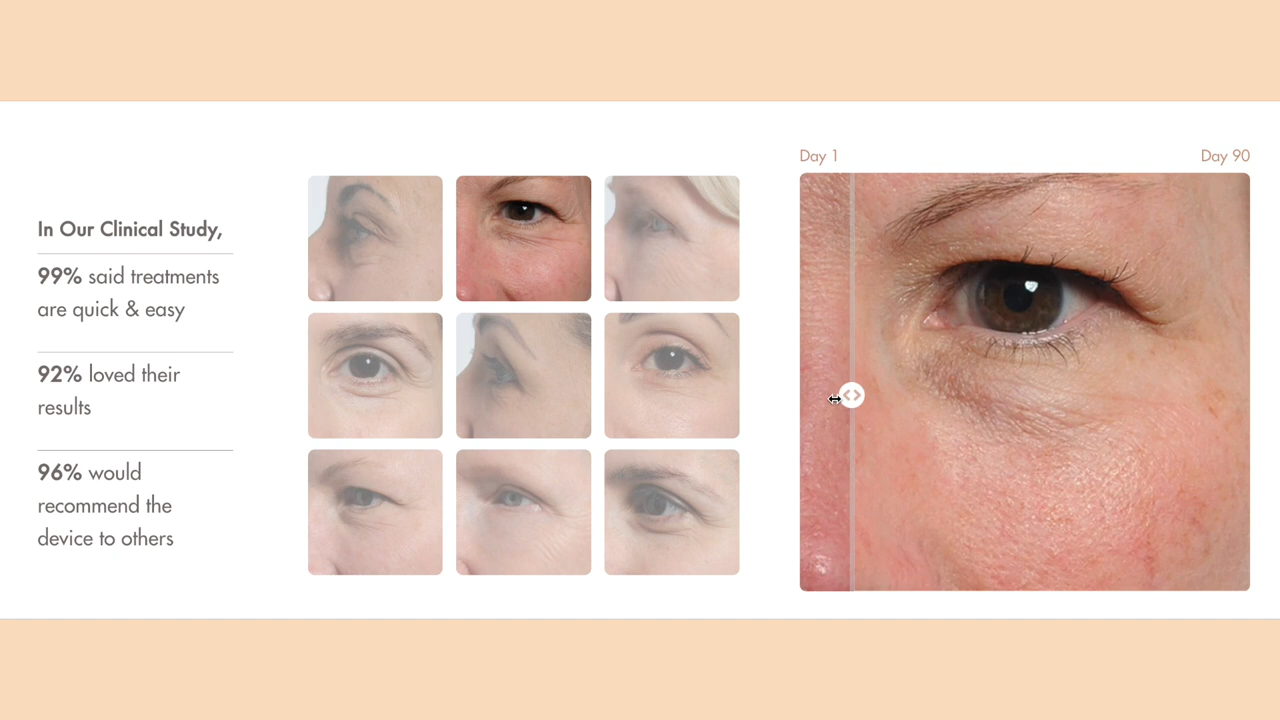 In Our Clinical Study,
99% said treatments
are quick & easy
92% loved their
results
96% would
recommend the
device to others
Day 1
Day 90